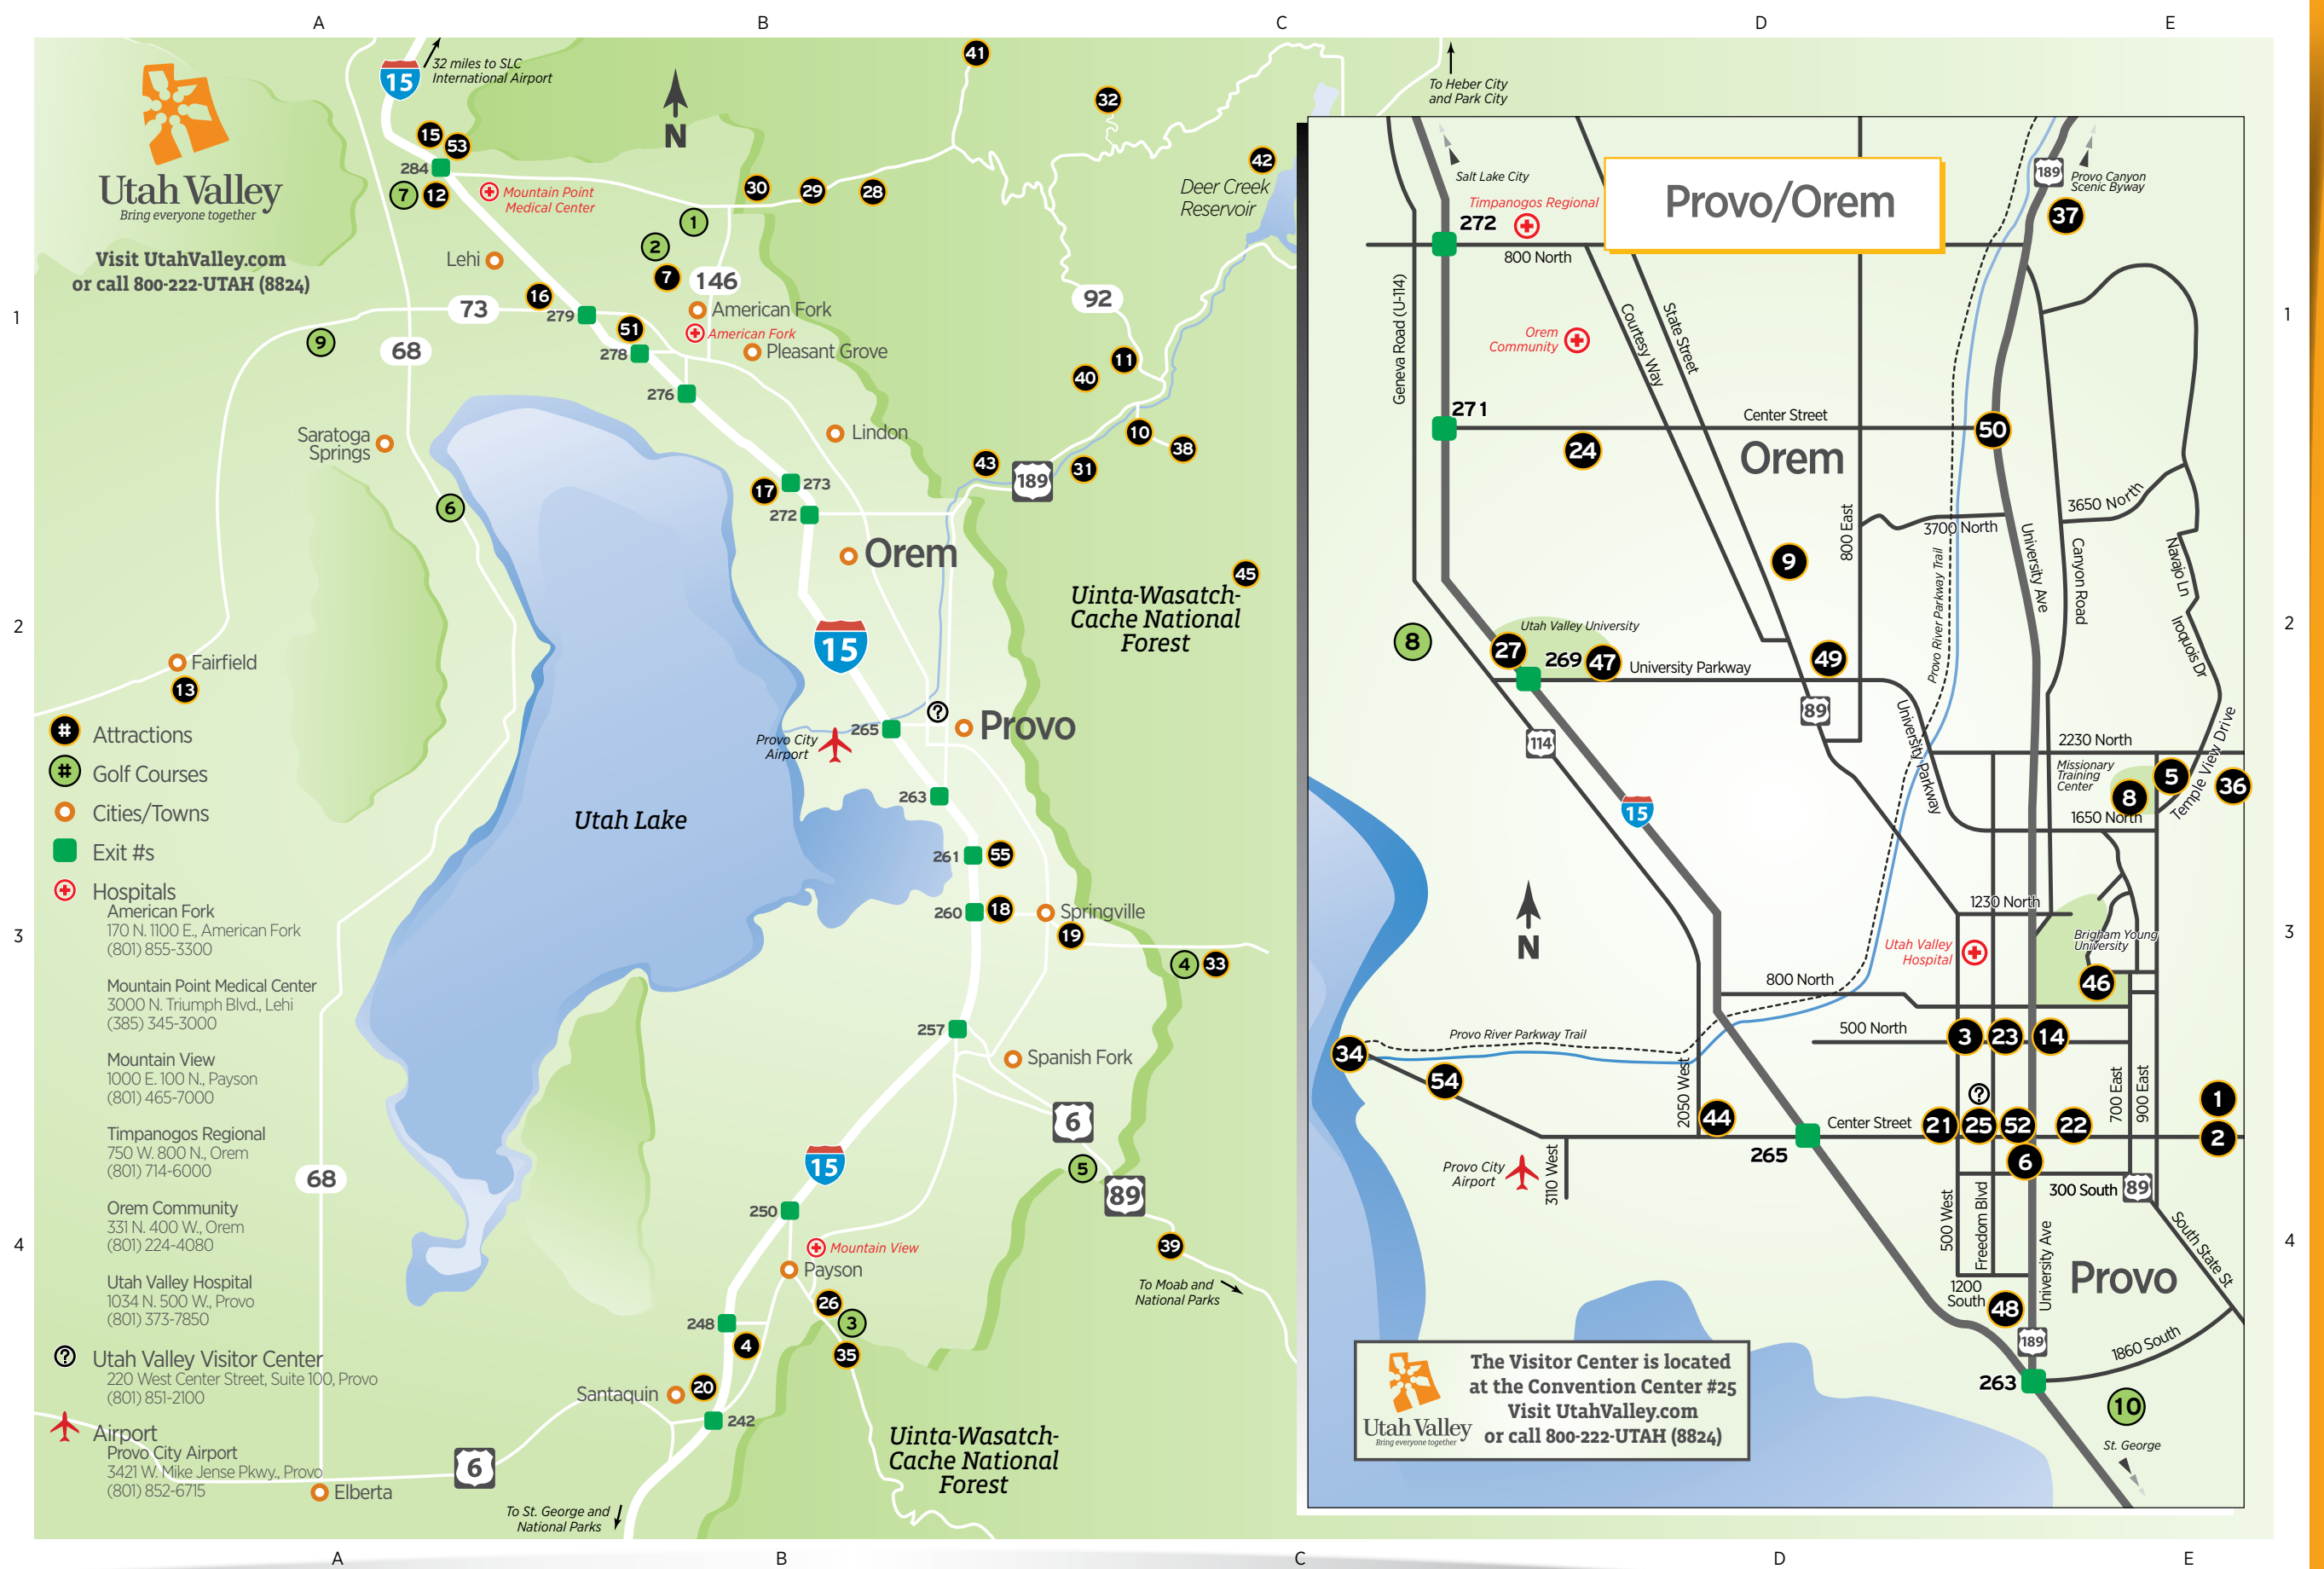 A
B
C
D
E
15
32 miles to SLC
International Airport
41
32
To Heber City
and Park City
N
Utah Valley
Bring everyone together
Visit UtahValley.com
or call 800-222-UTAH (8824)
15
53
284
7
12
Mountain Point
Medical Center
30
29
28
42
Deer Creek
Reservoir
1
2
7
146
Lehi
16
73
279
American Fork
American Fork
92
1
9
68
51
278
Pleasant Grove
11
40
276
Saratoga
Springs
Lindon
10
38
43
31
189
17
273
272
6
Orem
45
Uinta-Wasatch-
Cache National
Forest
2
15
Fairfield
13
265
Provo
Provo City
Airport
263
Utah Lake
261
55
260
18
Springville
19
3
4
33
257
Spanish Fork
6
5
89
15
68
250
39
4
Mountain View
Payson
To Moab and
National Parks
26
3
248
4
35
Santaquin
20
242
Uinta-Wasatch-
Cache National
Forest
6
Elberta
To St. George and
National Parks
# Attractions
# Golf Courses
Cities/Towns
Exit #s
Hospitals
American Fork
170 N. 1100 E., American Fork
(801) 855-3300
Mountain Point Medical Center
3000 N. Triumph Blvd., Lehi
(385) 345-3000
Mountain View
1000 E. 100 N., Payson
(801) 465-7000
Timpanogos Regional
750 W. 800 N., Orem
(801) 714-6000
Orem Community
331 N. 400 W., Orem
(801) 224-4080
Utah Valley Hospital
1034 N. 500 W., Provo
(801) 373-7850
? Utah Valley Visitor Center
220 West Center Street, Suite 100, Provo
(801) 851-2100
Airport
Provo City Airport
3421 W. Mike Jense Pkwy., Provo
(801) 852-6715
?
Provo/Orem
Salt Lake City
189
Provo Canyon
Scenic Byway
Timpanogos Regional
272
37
800 North
Geneva Road (U-114)
Courtesy Way
State Street
Orem
Community
1
271
Center Street
50
24
Orem
800 East
3700 North
3650 North
University Ave
Canyon Road
Navajo Ln
Iroquois Dr
9
Provo River Parkway Trail
8
Utah Valley University
27
269
47
University Parkway
49
2
89
114
University Parkway
2230 North
Missionary
Training
Center
5
8
36
Temple View Drive
15
1650 North
N
1230 North
Utah Valley
Hospital
Brigham Young
University
3
46
800 North
500 North
3
23
14
Provo River Parkway Trail
34
54
2050 West
44
?
700 East
900 East
1
Center Street
21
25
52
22
2
265
6
Provo City
Airport
3110 West
300 South
89
500 West
Freedom Blvd
University Ave
South State St
4
Provo
1200
South
48
189
1860 South
263
10
St. George
Utah Valley
Bring everyone together
The Visitor Center is located
at the Convention Center #25
Visit UtahValley.com
or call 800-222-UTAH (8824)
A
B
C
D
E